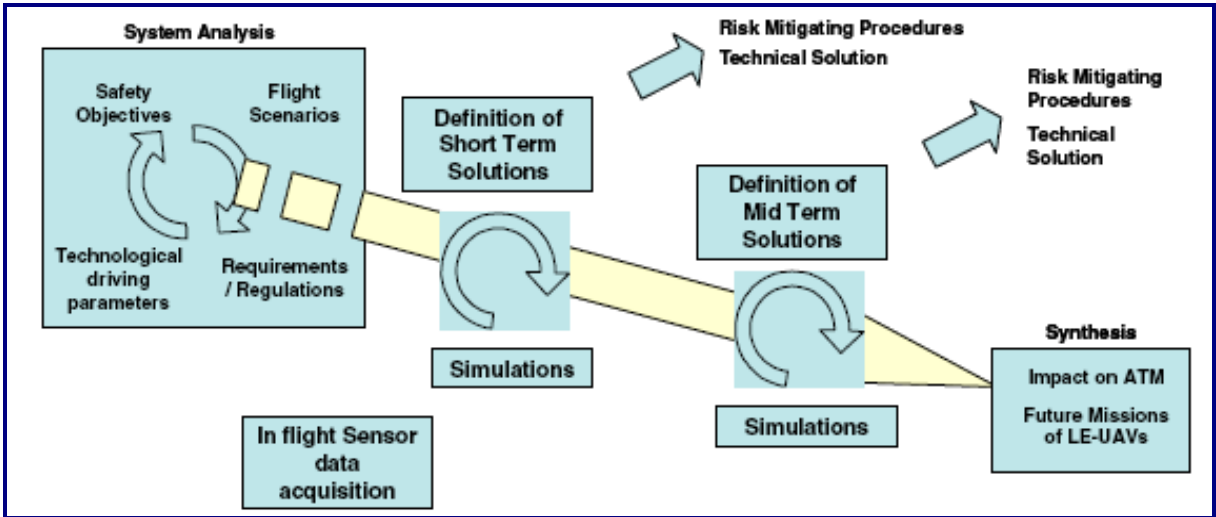 System Analysis
Safety
Objectives
Flight
Scenarios
Technological
driving
parameters
Requirements
/ Regulations
Definition of
Short Term
Solutions
Simulations
Risk Mitigating Procedures
Technical Solution
In flight Sensor
data
acquisition
Definition of
Mid Term
Solutions
Simulations
Risk Mitigating
Procedures
Technical
Solution
Synthesis
Impact on ATM
Future Missions
of LE-UAVs